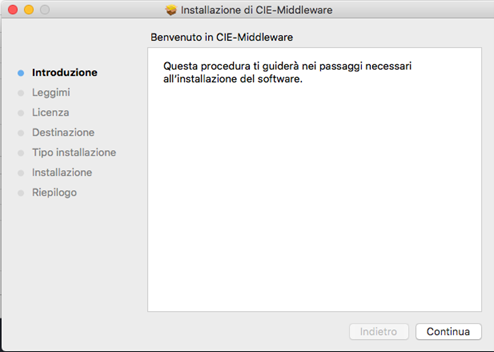 Installazione di CIE-Middleware
Benvenuto in CIE-Middleware
Introduzione
Leggimi
Licenza
Destinazione
Tipo installazione
Installazione
Riepilogo
Questa procedura ti guiderà nei passaggi necessari
all'installazione del software.
Indietro
Continua